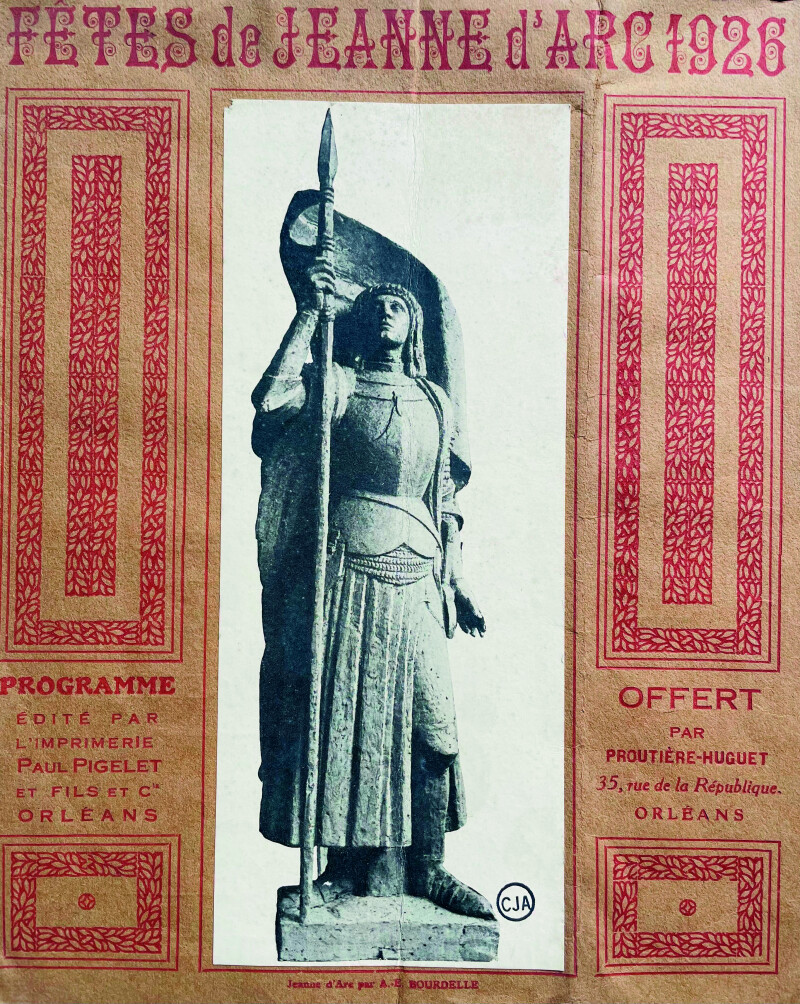 FÊTES de JEANNE d'ARC 1926
PROGRAMME
ÉDITÉ PAR
L'IMPRIMERIE
PAUL PIGELET
ET FILS ET Cie
ORLÉANS
OFFERT
PAR
PROUTIÈRE-HUGUET
35, rue de la République.
ORLÉANS
CJA
Jeanne d'Arc par A.-E. BOURDELLE